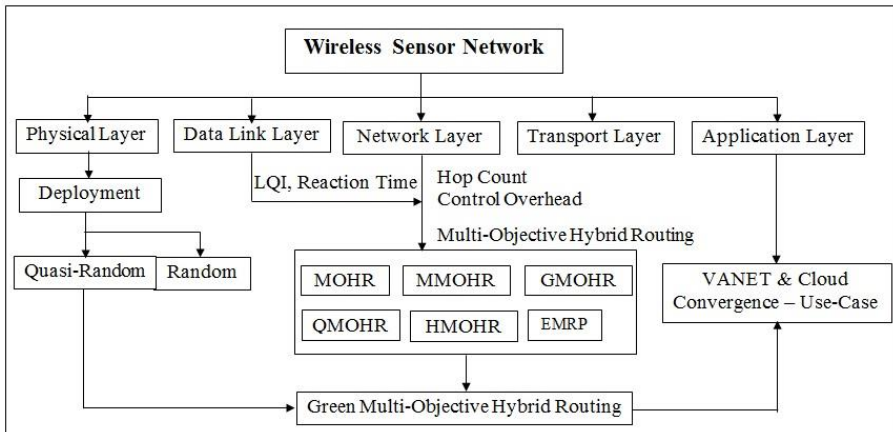 Wireless Sensor Network
Physical Layer
Data Link Layer
Network Layer
Transport Layer
Application Layer
Deployment
LQI, Reaction Time
Hop Count
Control Overhead
Multi-Objective Hybrid Routing
Quasi-Random
Random
MOHR
MMOHR
GMOHR
QMOHR
HMOHR
EMRP
VANET & Cloud
Convergence – Use-Case
Green Multi-Objective Hybrid Routing